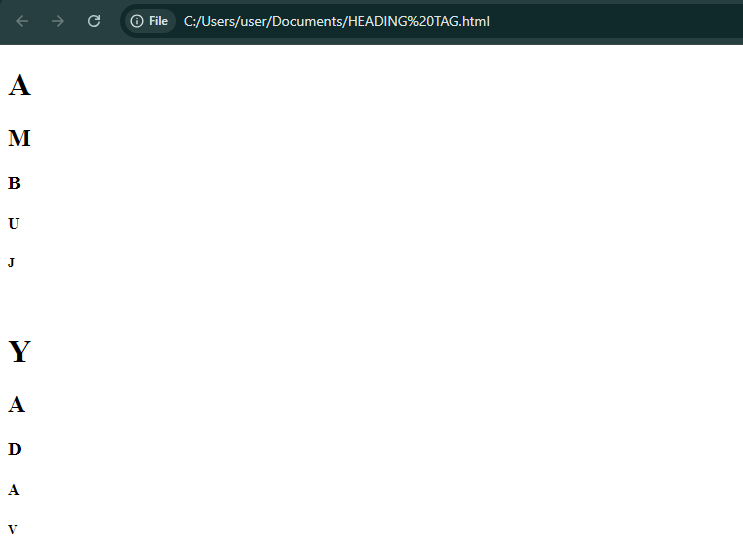 File C:/Users/user/Documents/HEADING%20TAG.html
A
M
B
U
J
Y
A
D
A
V